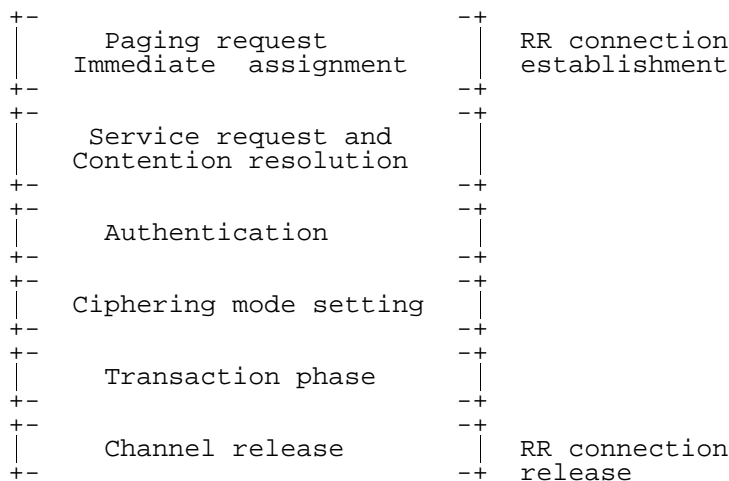 Paging request RR connection
Immediate assignment establishment
Service request and
Contention resolution
Authentication
Ciphering mode setting
Transaction phase
Channel release RR connection
release